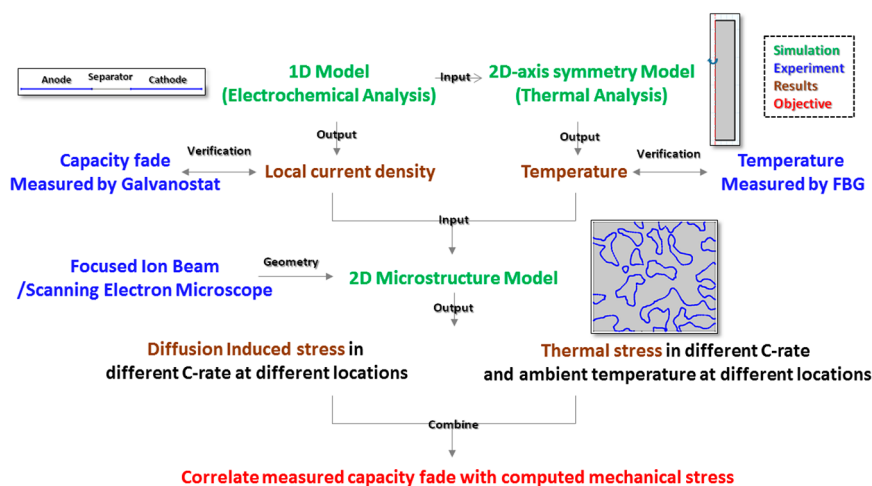 Anode Separator Cathode
1D Model
(Electrochemical Analysis)
Input
2D-axis symmetry Model
(Thermal Analysis)
Simulation
Experiment
Results
Objective
Output
Output
Capacity fade
Measured by Galvanostat
Verification
Local current density
Temperature
Verification
Temperature
Measured by FBG
Input
Focused Ion Beam
/Scanning Electron Microscope
Geometry
2D Microstructure Model
Output
Diffusion Induced stress in
different C-rate at different locations
Thermal stress in different C-rate
and ambient temperature at different locations
Combine
Correlate measured capacity fade with computed mechanical stress